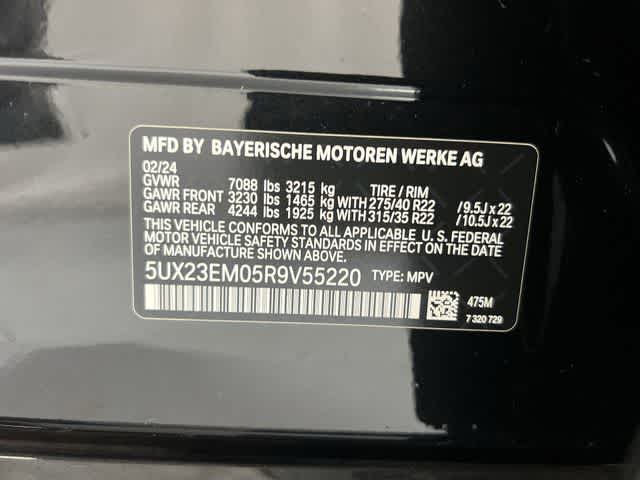 MFD BY BAYERISCHE MOTOREN WERKE AG
02/24
GVWR 7088 lbs 3215 kg TIRE / RIM
GAWR FRONT 3230 lbs 1465 kg WITH 275/40 R22 /9.5J x 22
GAWR REAR 4244 lbs 1925 kg WITH 315/35 R22 /10.5J x 22
THIS VEHICLE CONFORMS TO ALL APPLICABLE U. S. FEDERAL
MOTOR VEHICLE SAFETY STANDARDS IN EFFECT ON THE DATE
OF MANUFACTURE SHOWN ABOVE.
5UX23EM05R9V55220 TYPE: MPV
475M
7 320 729